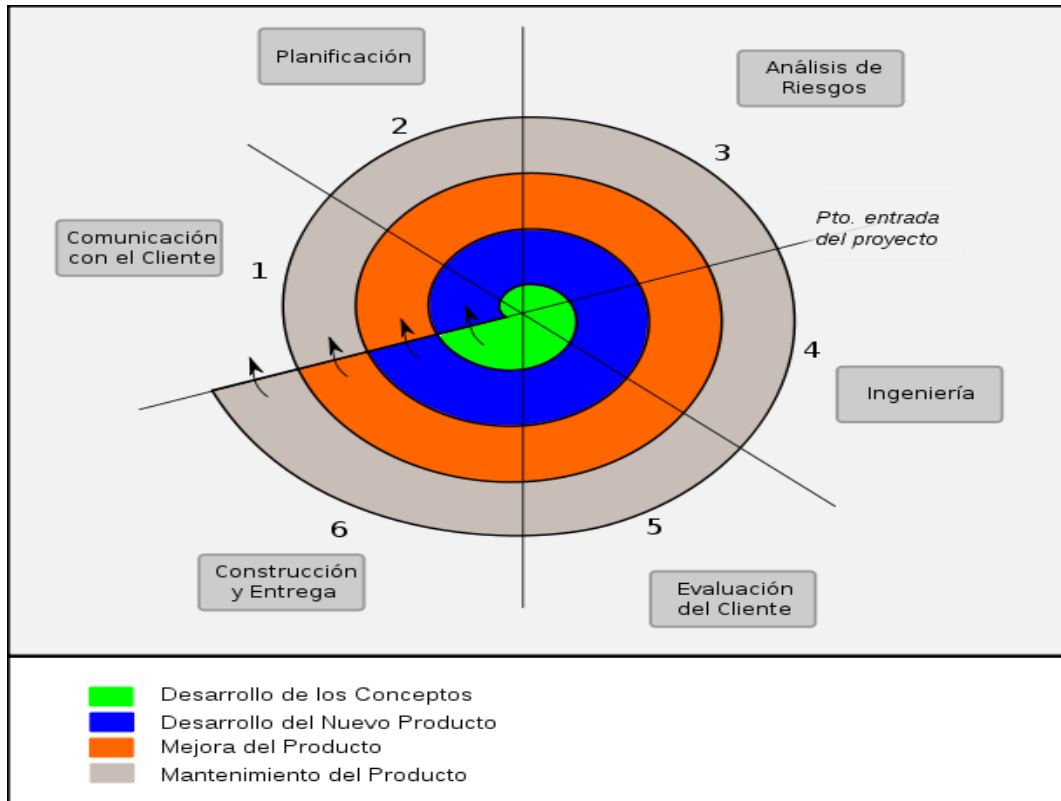 Planificación
Análisis de
Riesgos
2
3
Pto. entrada
del proyecto
Comunicación
con el Cliente
1
4
Ingeniería
6
5
Construcción
y Entrega
Evaluación
del Cliente
Desarrollo de los Conceptos
Desarrollo del Nuevo Producto
Mejora del Producto
Mantenimiento del Producto